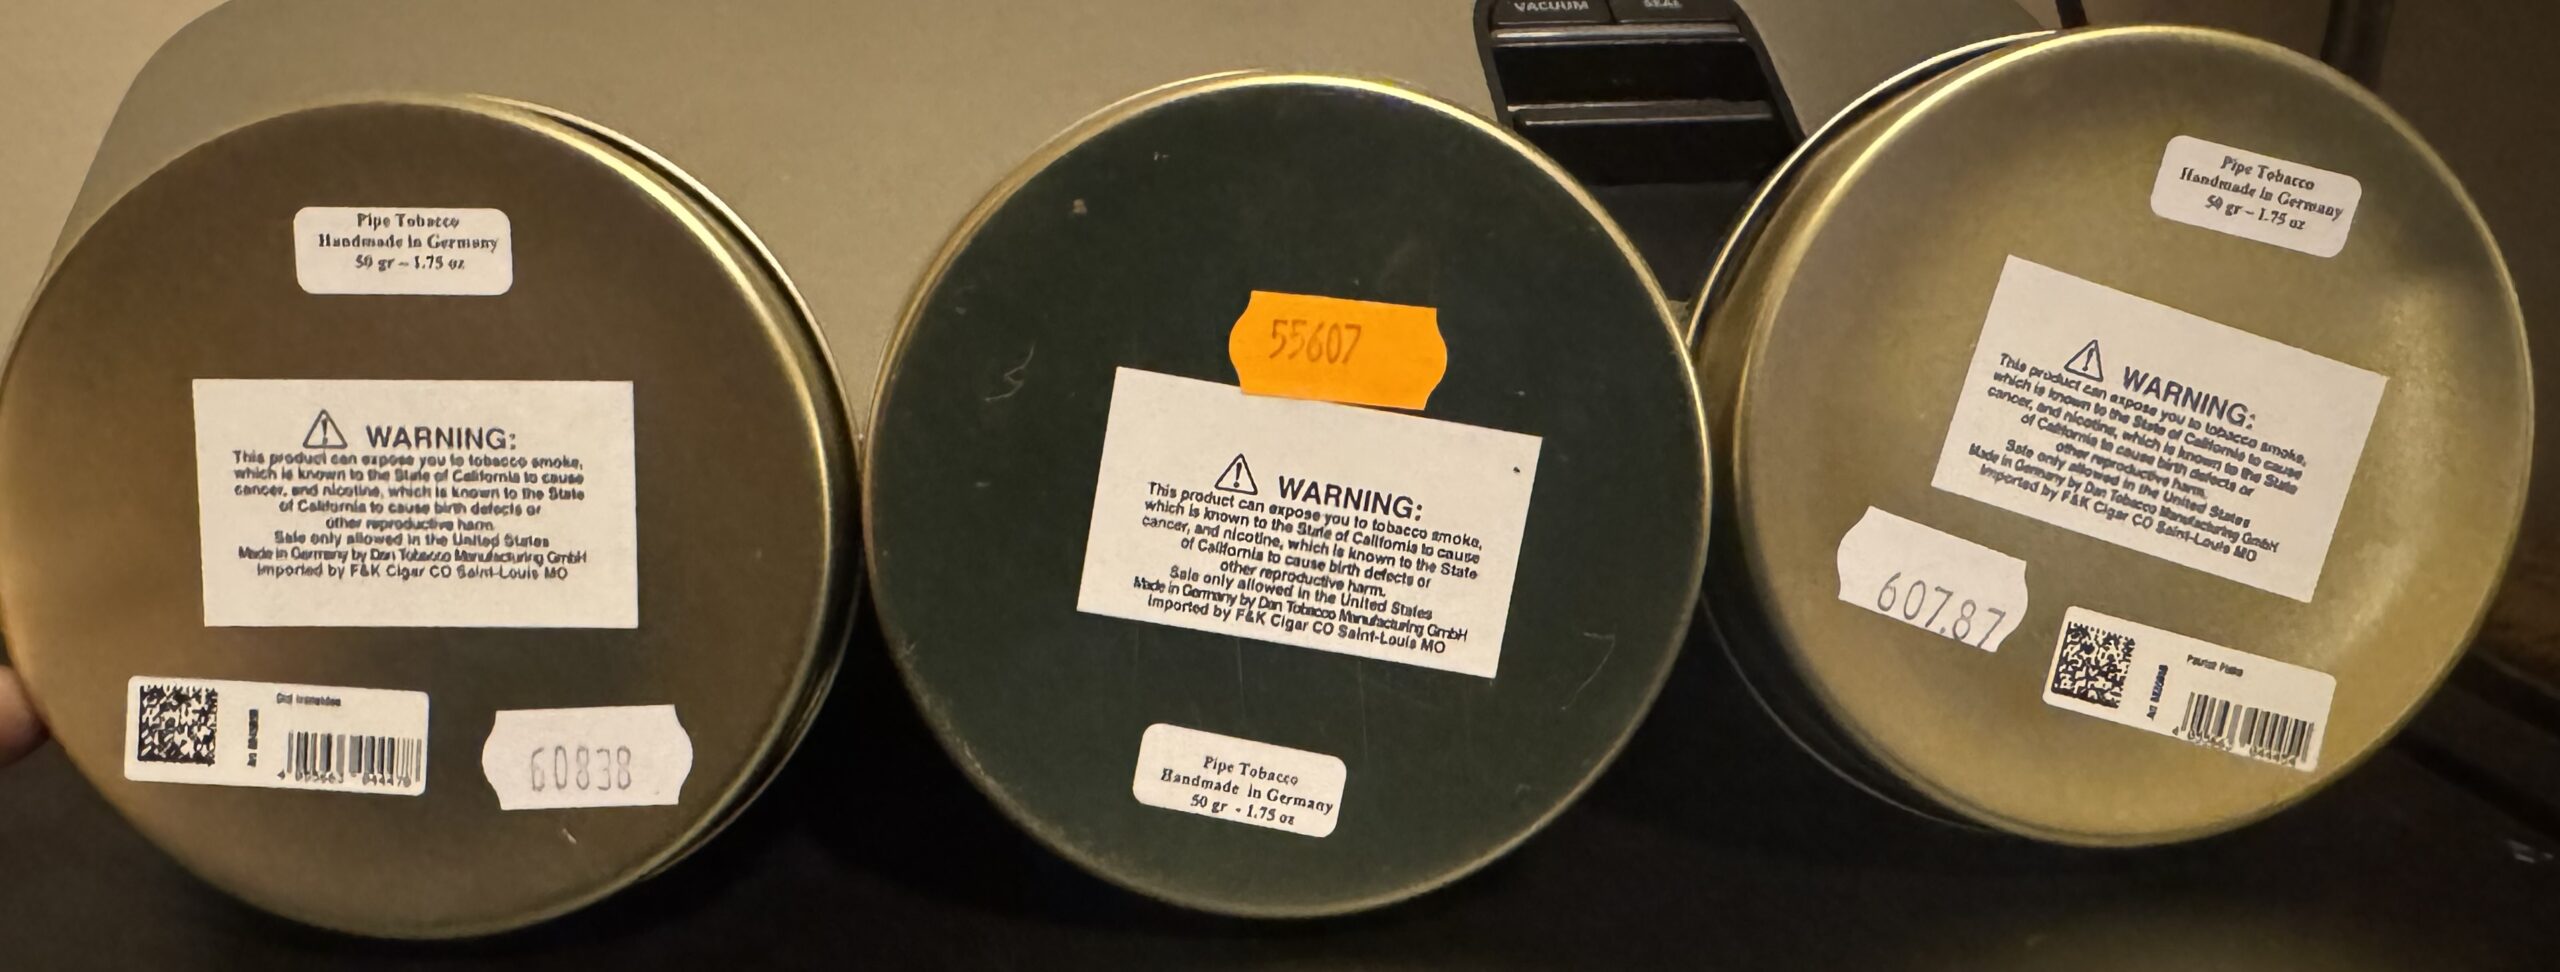 VACUUM
SEAL
Pipe Tobacco
Handmade in Germany
50 gr – 1.75 oz
WARNING:
This product can expose you to tobacco smoke,
which is known to the State of California to cause
cancer, and nicotine, which is known to the State
of California to cause birth defects or
other reproductive harm
Sale only allowed in the United States
Made in Germany by Dan Tobacco Manufacturing GmbH
Imported by F&K Cigar CO Saint-Louis MO
60838
55607
WARNING:
This product can expose you to tobacco smoke,
which is known to the State of California to cause
cancer, and nicotine, which is known to the State
of California to cause birth defects or
other reproductive harm.
Sale only allowed in the United States
Made in Germany by Dan Tobacco Manufacturing GmbH
Imported by F&K Cigar CO Saint-Louis MO
Pipe Tobacco
Handmade in Germany
50 gr - 1.75 oz
Pipe Tobacco
Handmade in Germany
50 gr – 1.75 oz
WARNING:
This product can expose you to tobacco smoke,
which is known to the State of California to cause
cancer, and nicotine, which is known to the State
of California to cause birth defects or
other reproductive harm.
Sale only allowed in the United States
Made in Germany by Dan Tobacco Manufacturing GmbH
Imported by F&K Cigar CO Saint-Louis MO
607.87